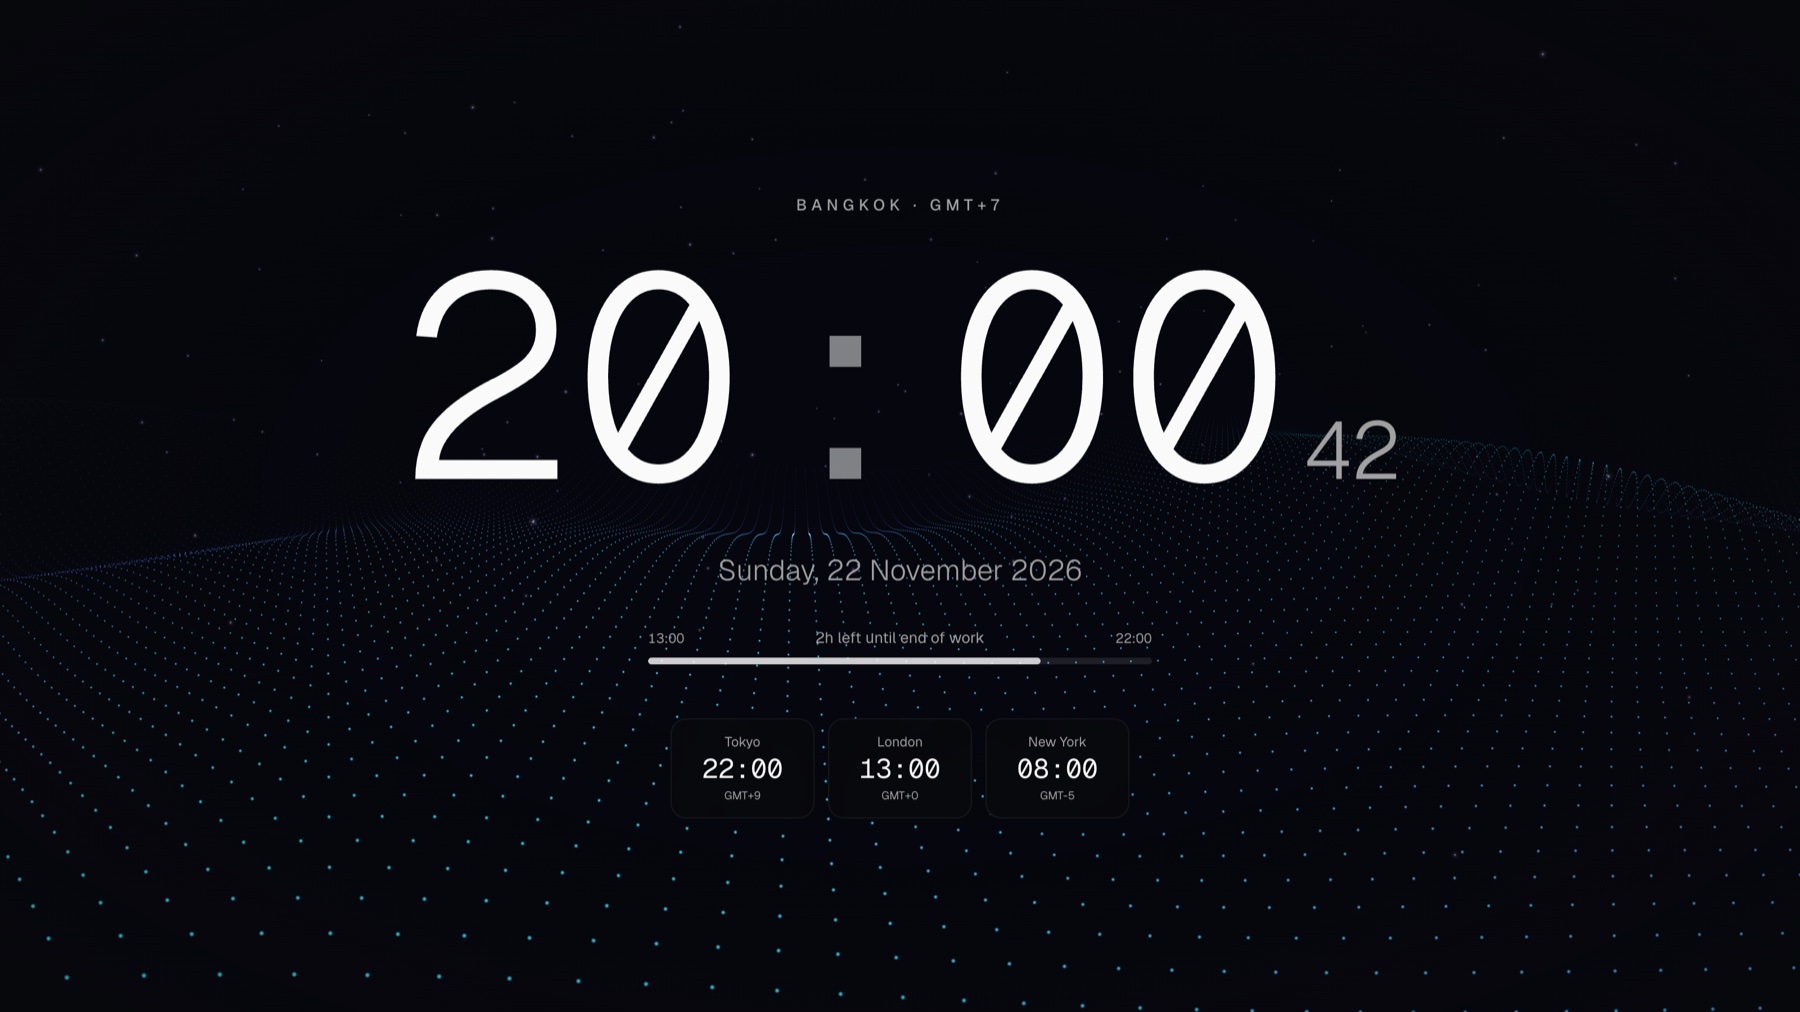 BANGKOK · GMT+7
20:00 42
Sunday, 22 November 2026
13:00 2h left until end of work 22:00
Tokyo
22:00
GMT+9
London
13:00
GMT+0
New York
08:00
GMT-5